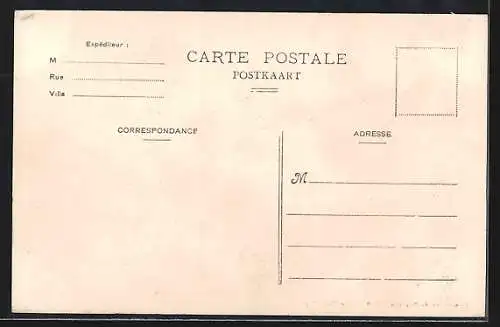 Expéditeur :
M
Rue
Ville
CARTE POSTALE
POSTKAART
CORRESPONDANCE
ADRESSE
M